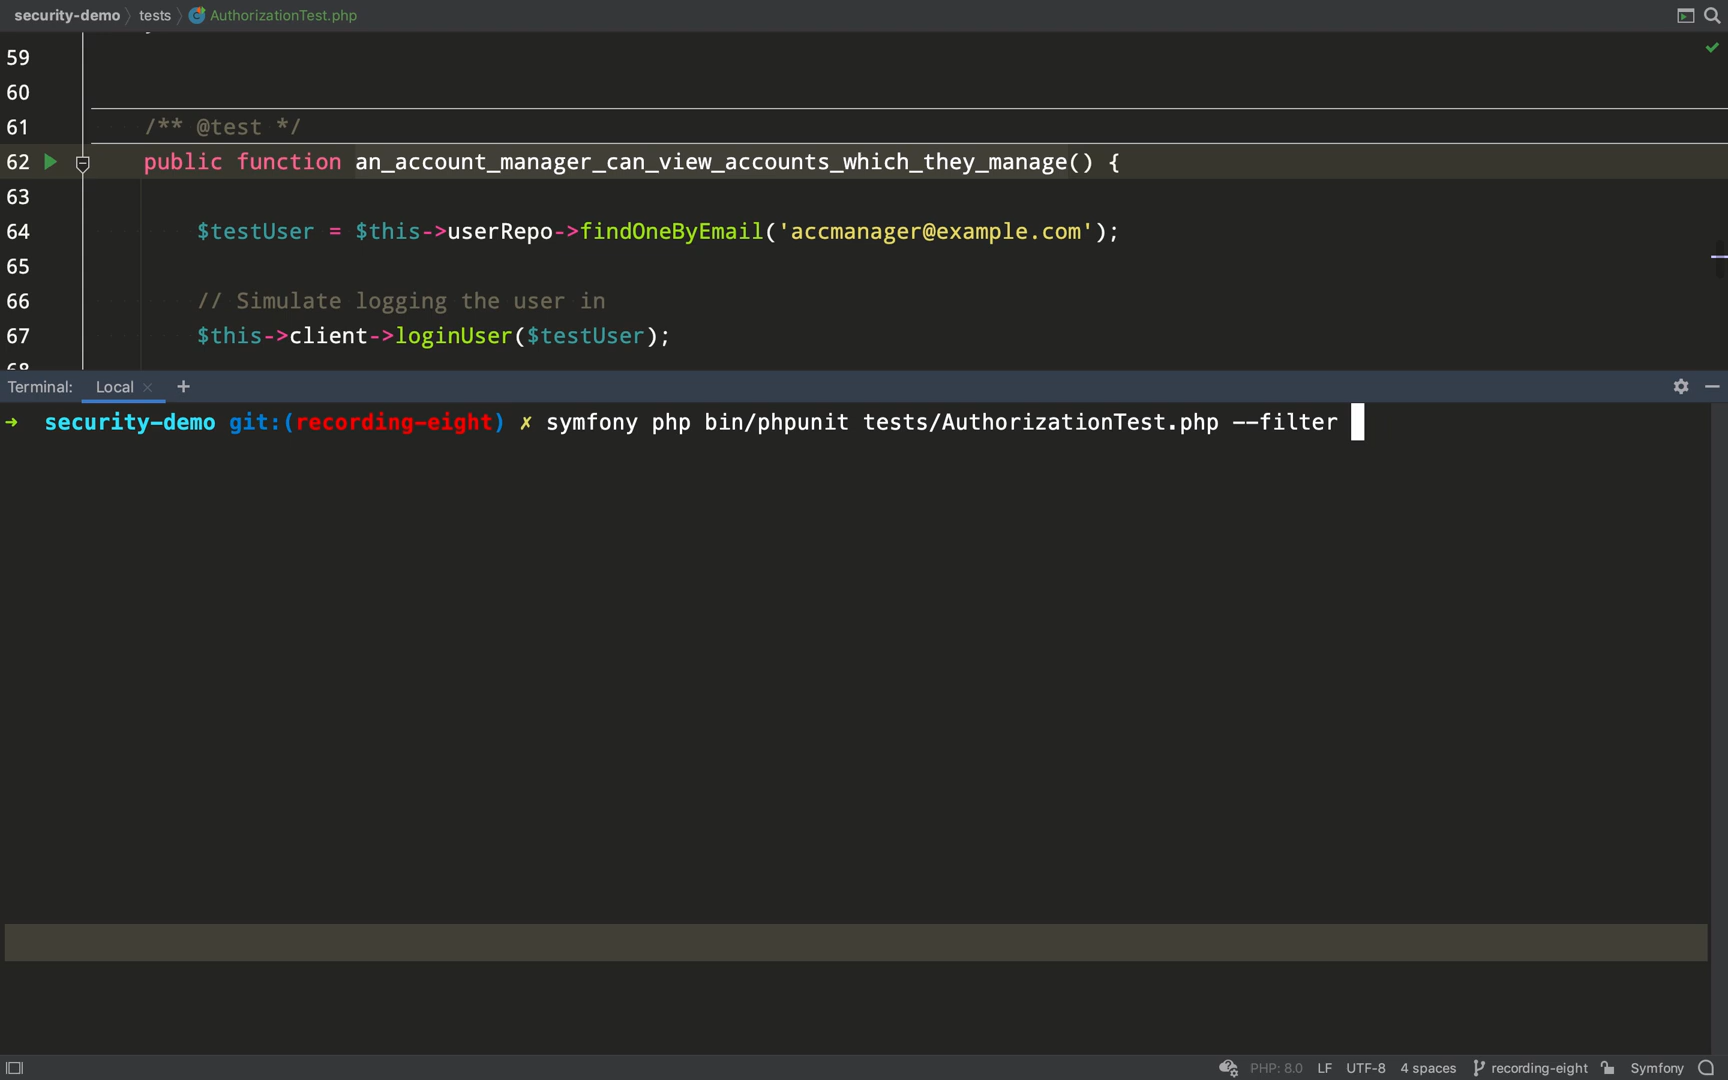 security-demo 〉 tests 〉 AuthorizationTest.php
59
60
61 /** @test */
62 public function an_account_manager_can_view_accounts_which_they_manage() {
63
64 $testUser = $this->userRepo->findOneByEmail('accmanager@example.com');
65
66 // Simulate logging the user in
67 $this->client->loginUser($testUser);
68
Terminal: Local × +
➜ security-demo git:(recording-eight) ✗ symfony php bin/phpunit tests/AuthorizationTest.php --filter
PHP: 8.0 LF UTF-8 4 spaces recording-eight Symfony